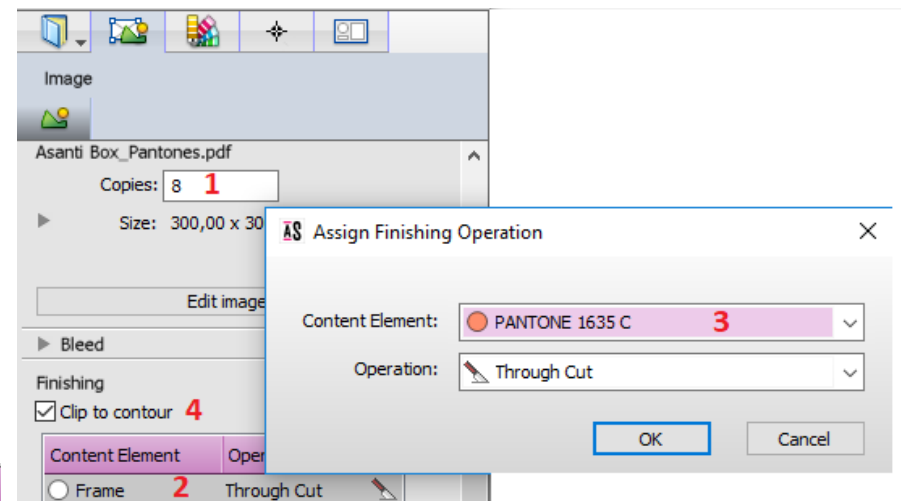 Image
Asanti Box_Pantones.pdf
Copies: 8 1
Size: 300,00 x 30
AS Assign Finishing Operation
Edit image
Content Element: PANTONE 1635 C 3
Bleed
Operation: Through Cut
Finishing
Clip to contour 4
OK Cancel
Content Element Oper
Frame 2 Through Cut